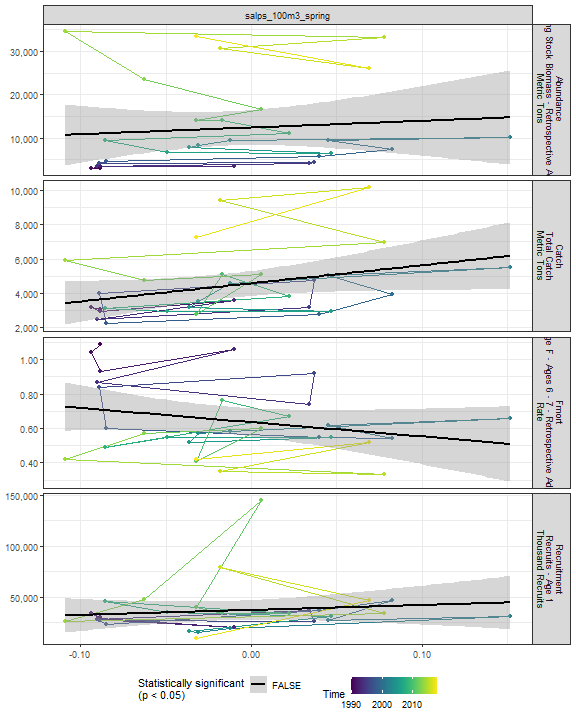 salps_100m3_spring
30,000
20,000
10,000
Abundance
ng Stock Biomass - Retrospective A
Metric Tons
10,000
8,000
6,000
4,000
2,000
Catch
Total Catch
Metric Tons
1.00
0.80
0.60
0.40
Fmort
ge F - Ages 6 - 7 - Retrospective Ad
Rate
150,000
100,000
50,000
Recruitment
Recruits - Age 1
Thousand Recruits
-0.10 0.00 0.10
Statistically significant
(p < 0.05)
FALSE
Time
1990 2000 2010